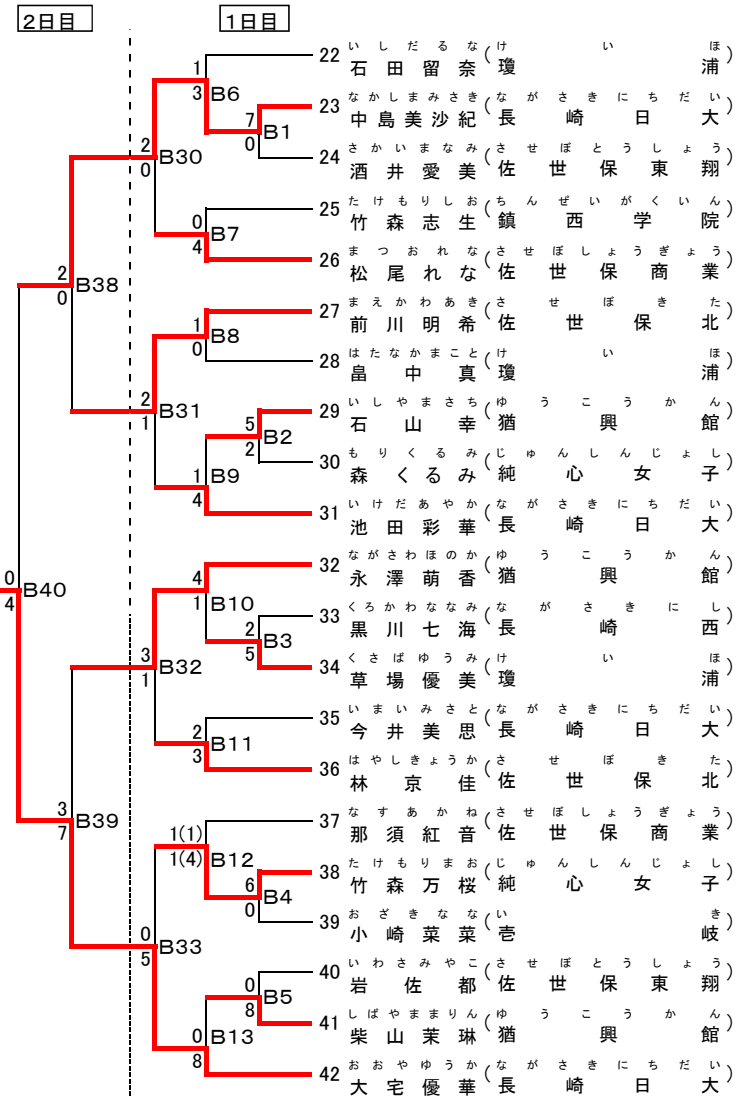 2日目 1日目
いしだるな けいほ
22 石田留奈 (瓊浦)
1
3 B6
なかしまみさき ながさきにちだい
23 中島美沙紀 (長崎日大)
7
0 B1
さかいまなみ させぼとうしょう
24 酒井愛美 (佐世保東翔)
2
0 B30
たけもりしお ちんぜいがくいん
25 竹森志生 (鎮西学院)
0
4 B7
まつおれな させぼしょうぎょう
26 松尾れな (佐世保商業)
2
0 B38
まえかわあき させぼきた
27 前川明希 (佐世保北)
1
0 B8
はたなかまこと けいほ
28 畠中真 (瓊浦)
2
1 B31
いしやまさち ゆうこうかん
29 石山幸 (猶興館)
5
2 B2
もりくるみ じゅんしんじょし
30 森くるみ (純心女子)
1
4 B9
いけだあやか ながさきにちだい
31 池田彩華 (長崎日大)
0
4 B40
ながさわほのか ゆうこうかん
32 永澤萌香 (猶興館)
4
1 B10
くろかわななみ ながさきにし
33 黒川七海 (長崎西)
2
5 B3
くさばゆうみ けいほ
34 草場優美 (瓊浦)
3
1 B32
いまいみさと ながさきにちだい
35 今井美思 (長崎日大)
2
3 B11
はやしきょうか させぼきた
36 林京佳 (佐世保北)
3
7 B39
なすあかね させぼしょうぎょう
37 那須紅音 (佐世保商業)
1(1)
1(4) B12
たけもりまお じゅんしんじょし
38 竹森万桜 (純心女子)
6
0 B4
おざきなな いき
39 小崎菜菜 (壱岐)
0
5 B33
いわさみやこ させぼとうしょう
40 岩佐都 (佐世保東翔)
0
8 B5
しばやままりん ゆうこうかん
41 柴山茉琳 (猶興館)
0
8 B13
おおやゆうか ながさきにちだい
42 大宅優華 (長崎日大)